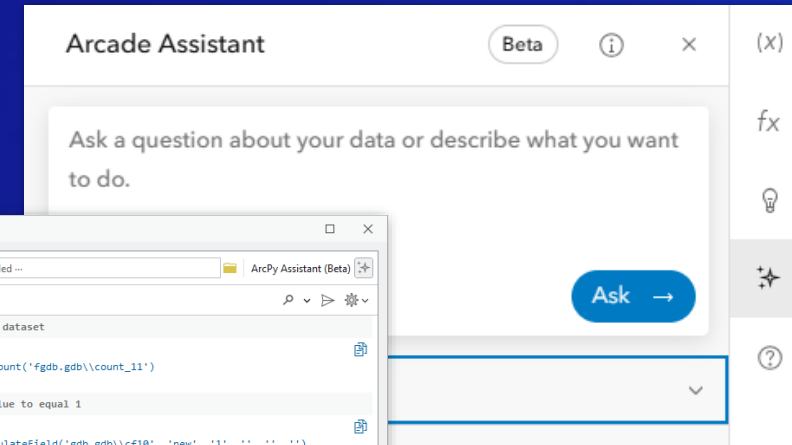 Arcade Assistant
Beta
(x)
fx
Ask a question about your data or describe what you want
to do.
Ask
ArcPy Assistant (Beta)
dataset
ount('fgdb.gdb\\count_11')
lue to equal 1